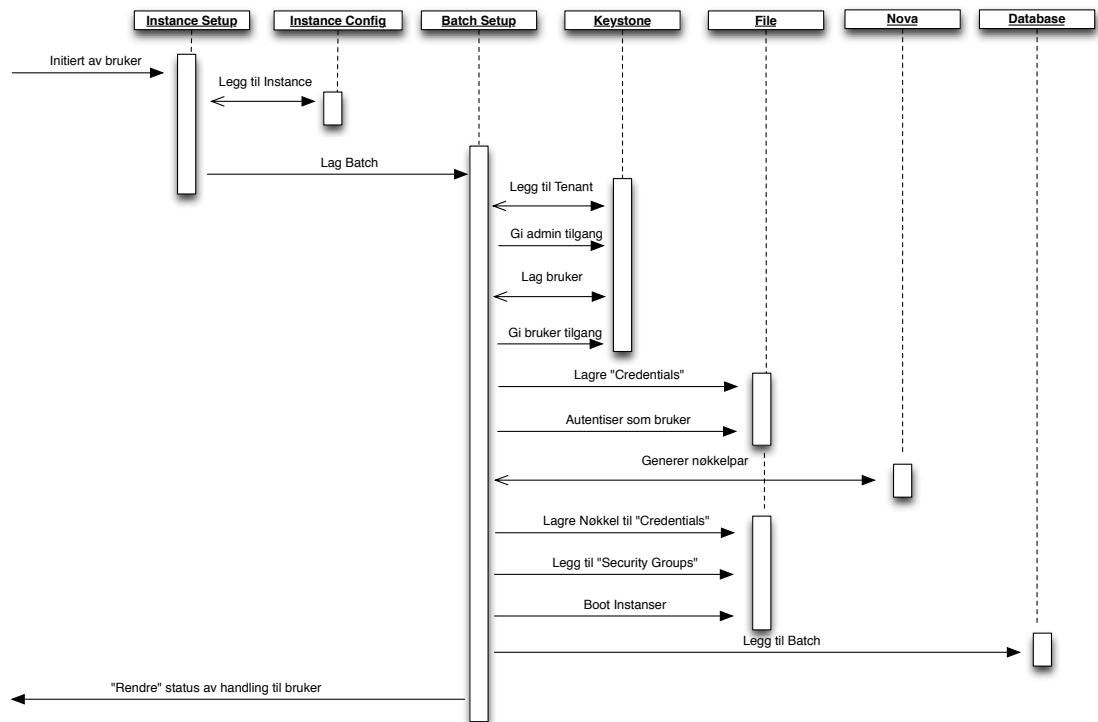 Instance Setup
Instance Config
Batch Setup
Keystone
File
Nova
Database
Initiert av bruker
Legg til Instance
Lag Batch
Legg til Tenant
Gi admin tilgang
Lag bruker
Gi bruker tilgang
Lagre "Credentials"
Autentiser som bruker
Generer nøkkelpar
Lagre Nøkkel til "Credentials"
Legg til "Security Groups"
Boot Instanser
Legg til Batch
"Rendre" status av handling til bruker